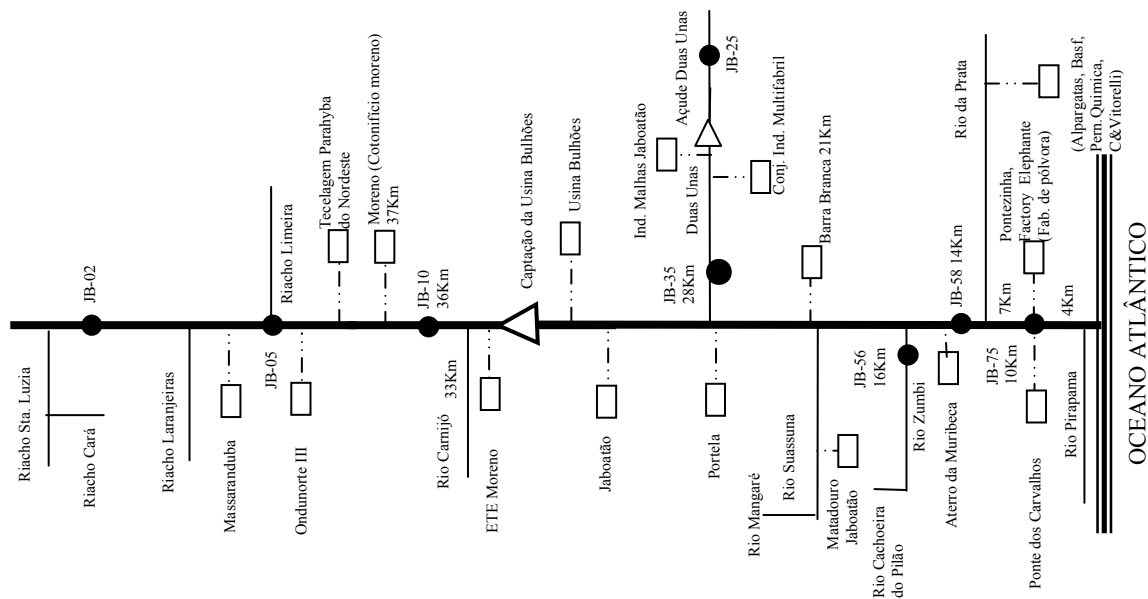 Riacho Sta. Luzia
Riacho Cará
JB-02
Riacho Laranjeiras
Massaranduba
JB-05
Riacho Limeira
Ondunorte III
Tecelagem Parahyba
do Nordeste
Moreno (Cotonificio moreno)
37Km
JB-10
36Km
Rio Carnijó
33Km
ETE Moreno
Captação da Usina Bulhões
Usina Bulhões
Jaboatão
Ind. Malhas Jaboatão
Duas Unas
Açude Duas Unas
JB-25
Conj. Ind. Multifabril
JB-35
28Km
Portela
Barra Branca 21Km
Rio Mangaré
Rio Suassuna
Matadouro
Jaboatão
JB-56
16Km
Rio Zumbi
Rio Cachoeira
do Pilão
Aterro da Muribeca
JB-58 14Km
Rio da Prata
7Km
Pontezinha,
Factory Elephante
(Fab. de pólvora)
(Alpargatas, Basf,
Pern. Quimica,
C&Vitorelli)
JB-75
10Km
Ponte dos Carvalhos
4Km
Rio Pirapama
OCEANO ATLÂNTICO